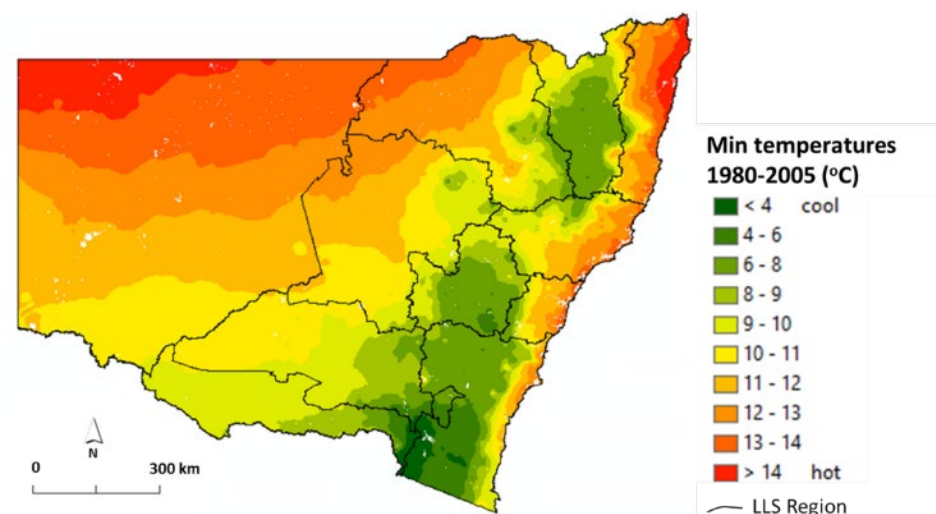 Min temperatures
1980-2005 (ºC)
< 4 cool
4 - 6
6 - 8
8 - 9
9 - 10
10 - 11
11 - 12
12 - 13
13 - 14
> 14 hot
LLS Region
N
0 300 km